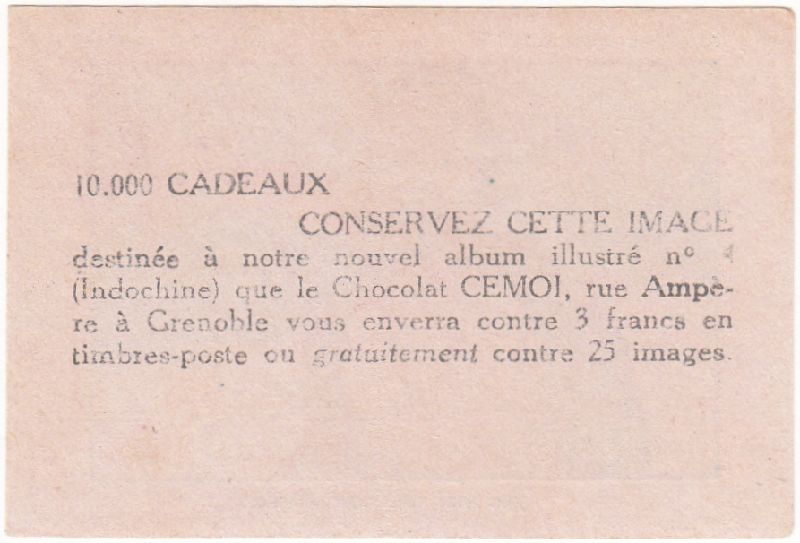 10.000 CADEAUX
CONSERVEZ CETTE IMAGE
destinée à notre nouvel album illustré n° 4
(Indochine) que le Chocolat CEMOI, rue Ampè-
re à Grenoble vous enverra contre 3 francs en
timbres-poste ou gratuitement contre 25 images.